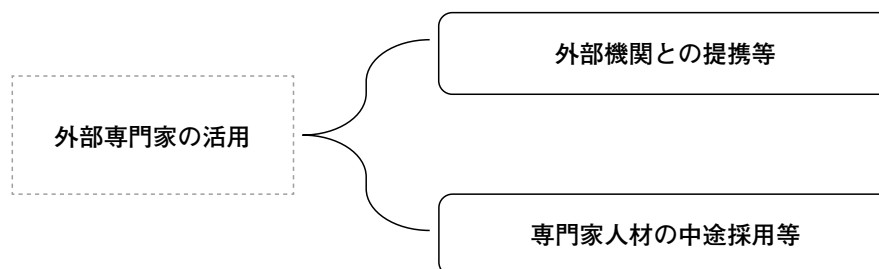 外部機関との提携等
外部専門家の活用
専門家人材の中途採用等